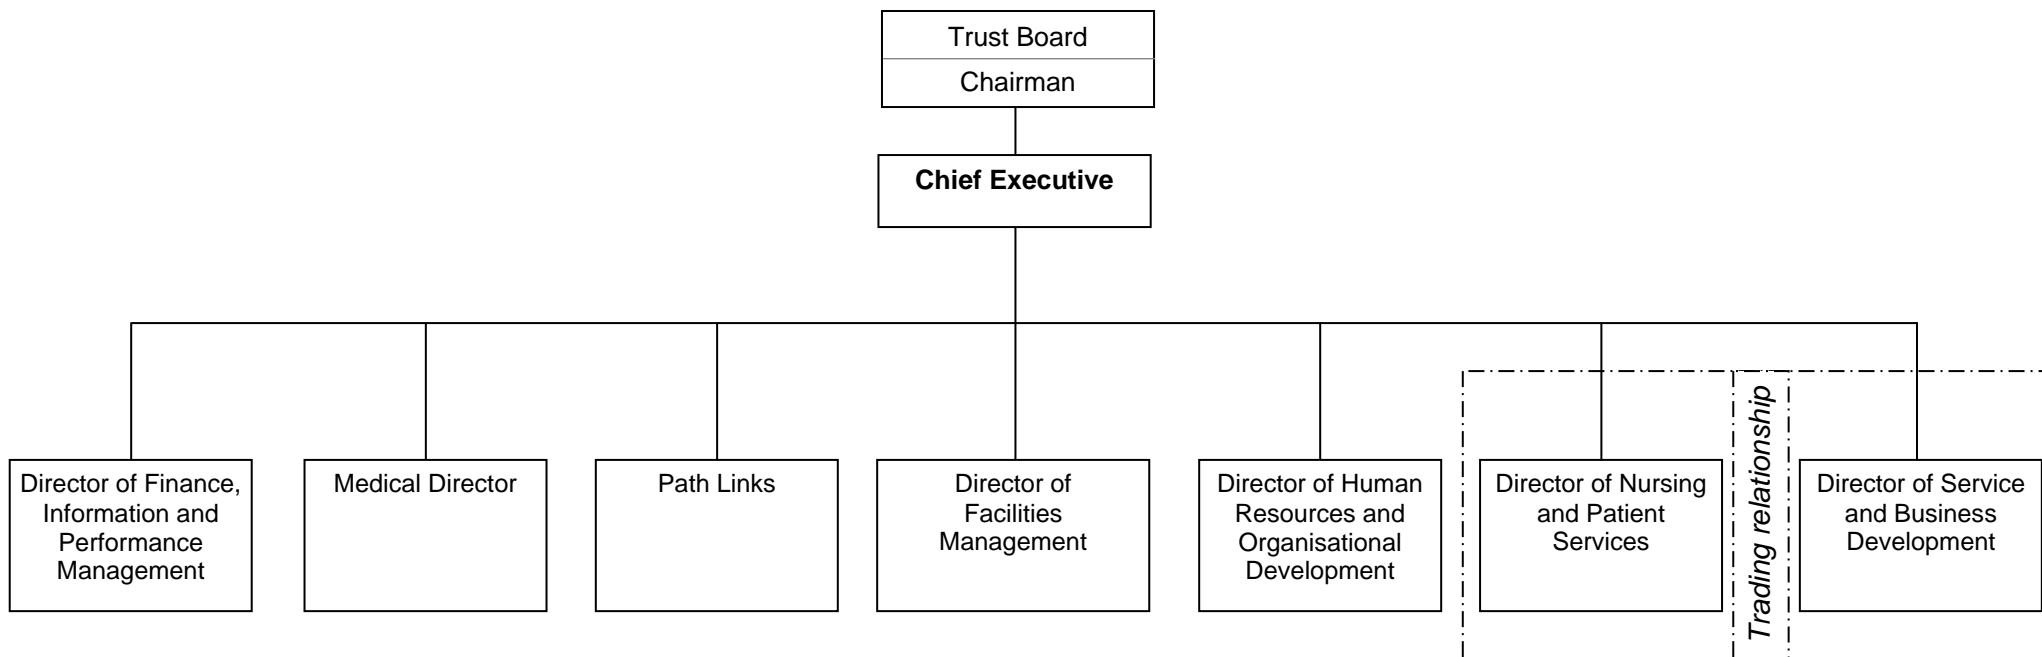 Trust Board
Chairman
Chief Executive
Director of Finance,
Information and
Performance
Management
Medical Director
Path Links
Director of
Facilities
Management
Director of Human
Resources and
Organisational
Development
Director of Nursing
and Patient
Services
Trading relationship
Director of Service
and Business
Development